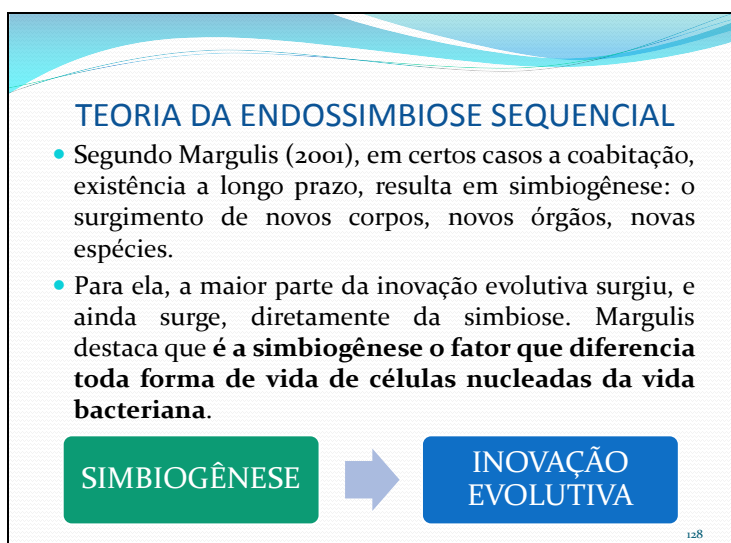 TEORIA DA ENDOSSIMBIOSE SEQUENCIAL
• Segundo Margulis (2001), em certos casos a coabitação,
existência a longo prazo, resulta em simbiogênese: o
surgimento de novos corpos, novos órgãos, novas
espécies.
• Para ela, a maior parte da inovação evolutiva surgiu, e
ainda surge, diretamente da simbiose. Margulis
destaca que é a simbiogênese o fator que diferencia
toda forma de vida de células nucleadas da vida
bacteriana.
SIMBIOGÊNESE
INOVAÇÃO
EVOLUTIVA
128